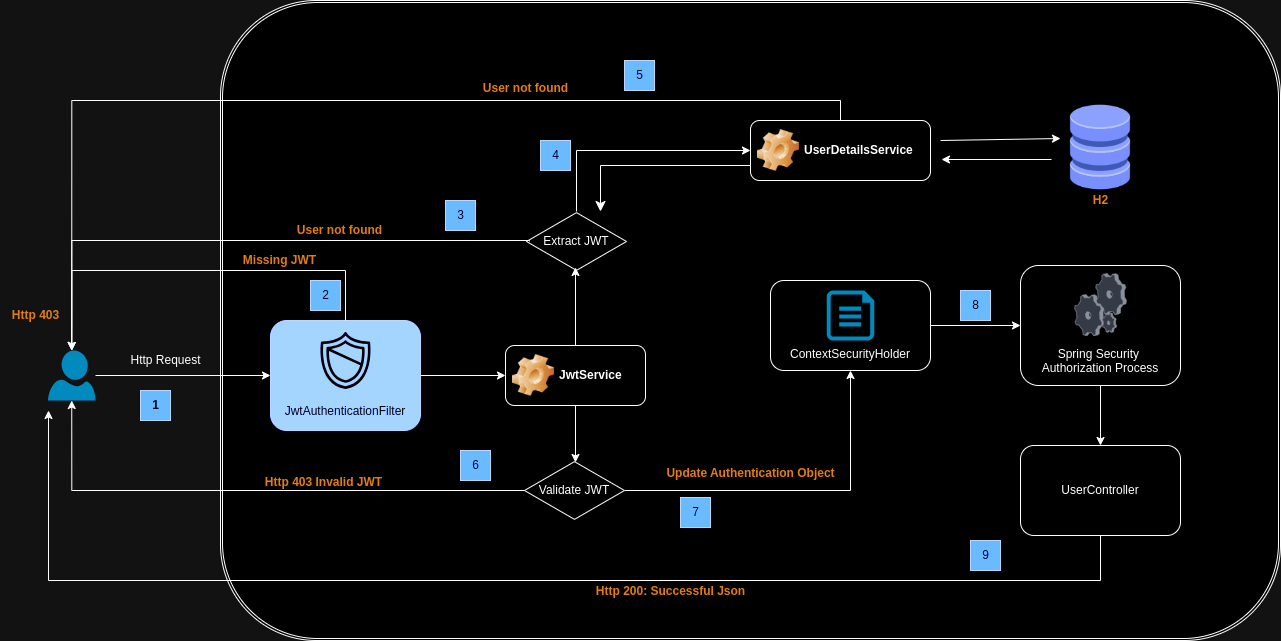 5
User not found
4
UserDetailsService
H2
3
User not found
Extract JWT
Missing JWT
2
Http 403
Http Request
1
JwtAuthenticationFilter
JwtService
ContextSecurityHolder
8
Spring Security
Authorization Process
6
Http 403 Invalid JWT
Validate JWT
Update Authentication Object
7
UserController
9
Http 200: Successful Json